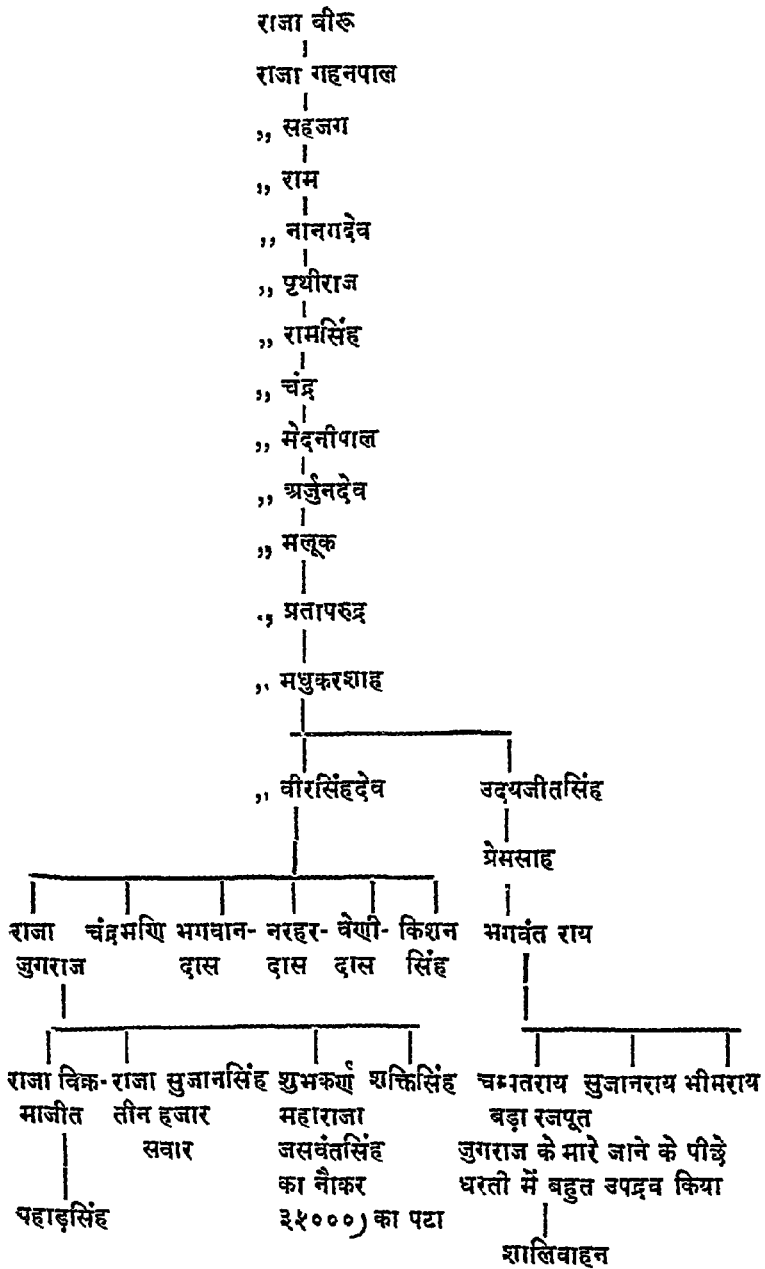 राजा वीरू
राजा गहनपाल
,, सहजग
,, राम
,, नानगदेव
,, पृथीराज
,, रामसिंह
,, चंद्र
,, मेदनीपाल
,, अर्जुनदेव
,, मलूक
,, प्रतापरुद्र
,, मधुकरशाह
,, वीरसिंहदेव उदयजीतसिंह
प्रेमसाह
राजा चंद्रमणि भगवान- नरहर- वेणी- किशन भगवंत राय
जुगराज दास दास दास सिंह
राजा विक्र- राजा सुजानसिंह शुभकर्ण शक्तिसिंह चम्पतराय सुजानराय भीमराय
माजीत तीन हजार महाराजा बड़ा रजपूत
सवार जसवंतसिंह जुगराज के मारे जाने के पीछे
का नौकर धरती में बहुत उपद्रव किया
पहाड़सिंह ३५०००) का पटा
शालिवाहन